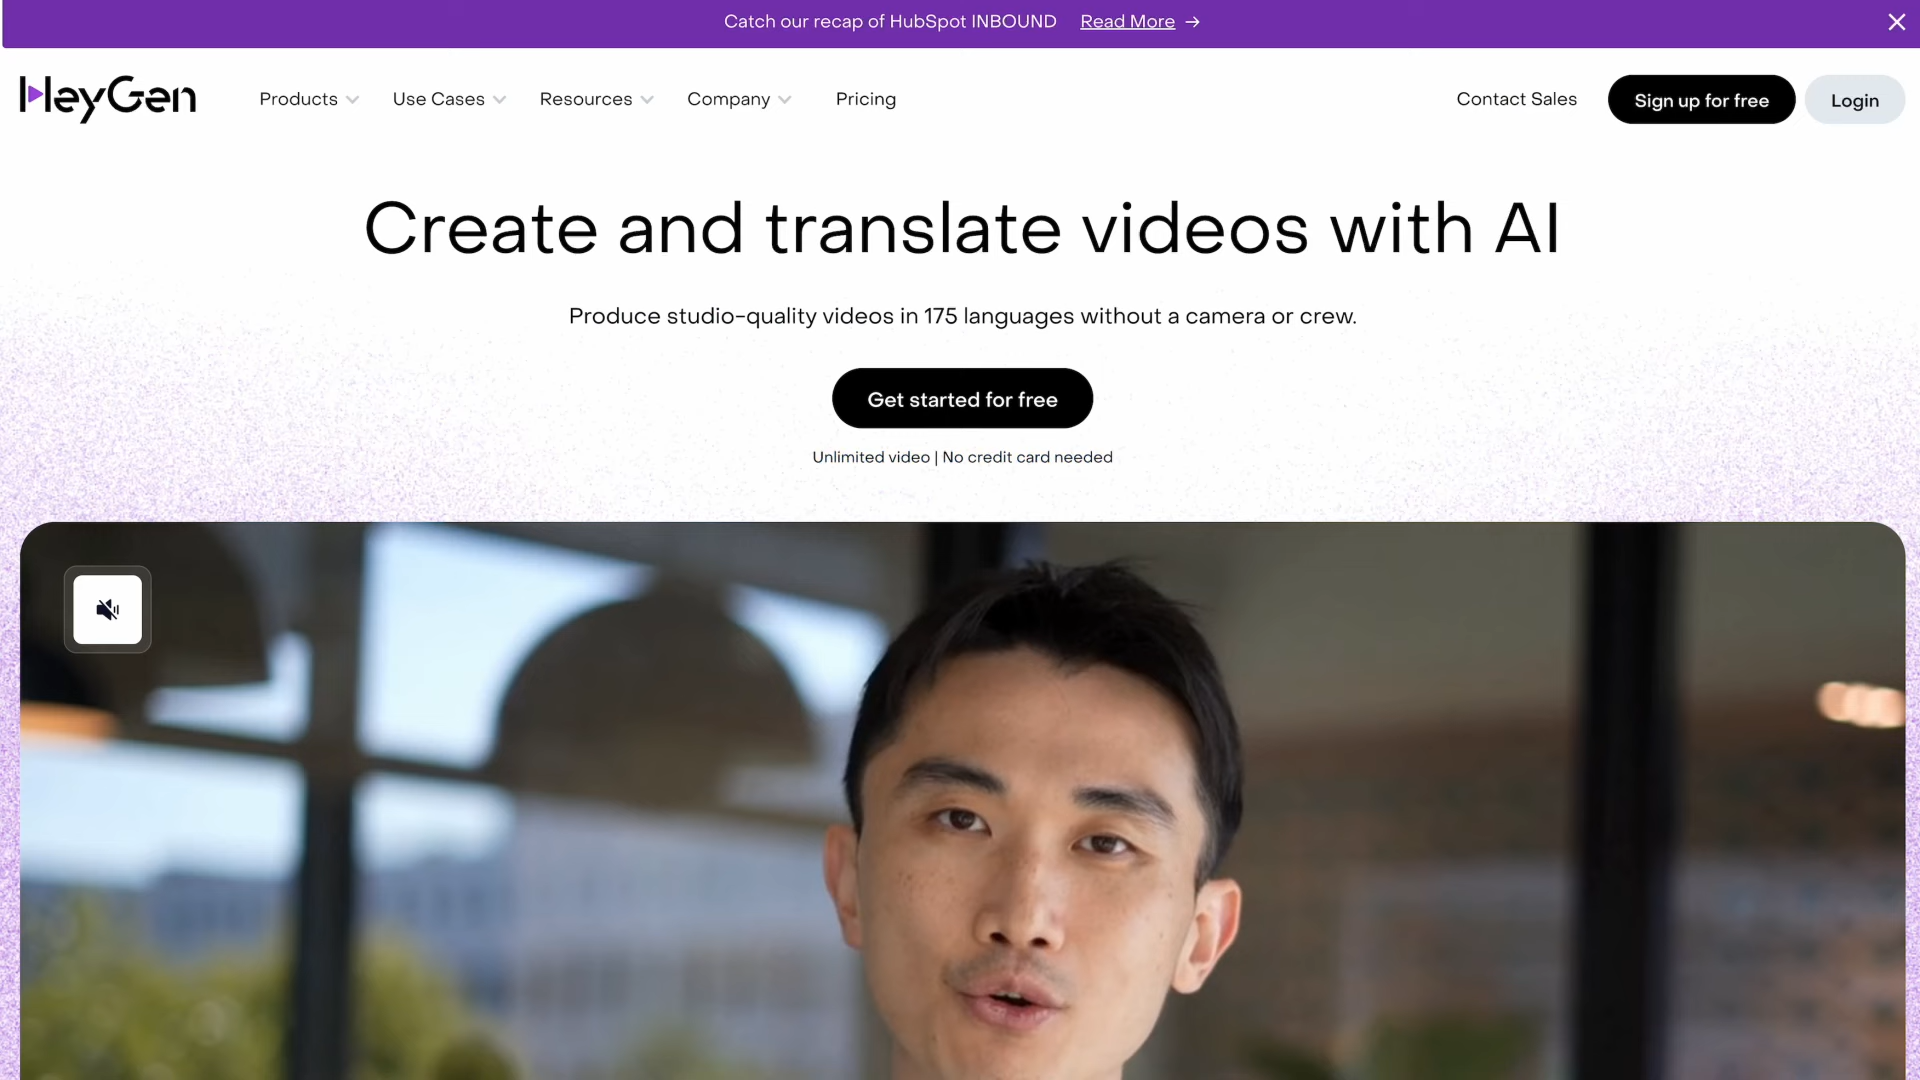 Catch our recap of HubSpot INBOUND Read More →
HeyGen Products Use Cases Resources Company Pricing Contact Sales Sign up for free Login
Create and translate videos with AI
Produce studio-quality videos in 175 languages without a camera or crew.
Get started for free
Unlimited video | No credit card needed